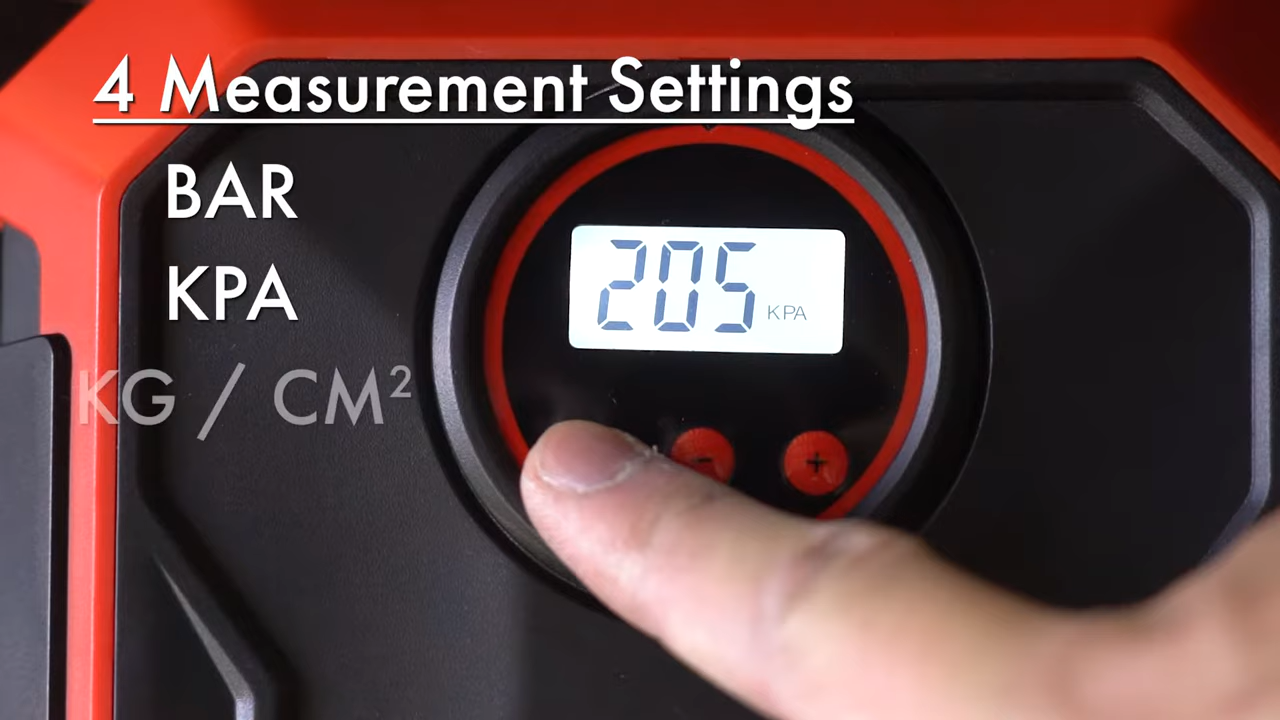 4 Measurement Settings
BAR
KPA
KG / CM²
205 KPA
- +